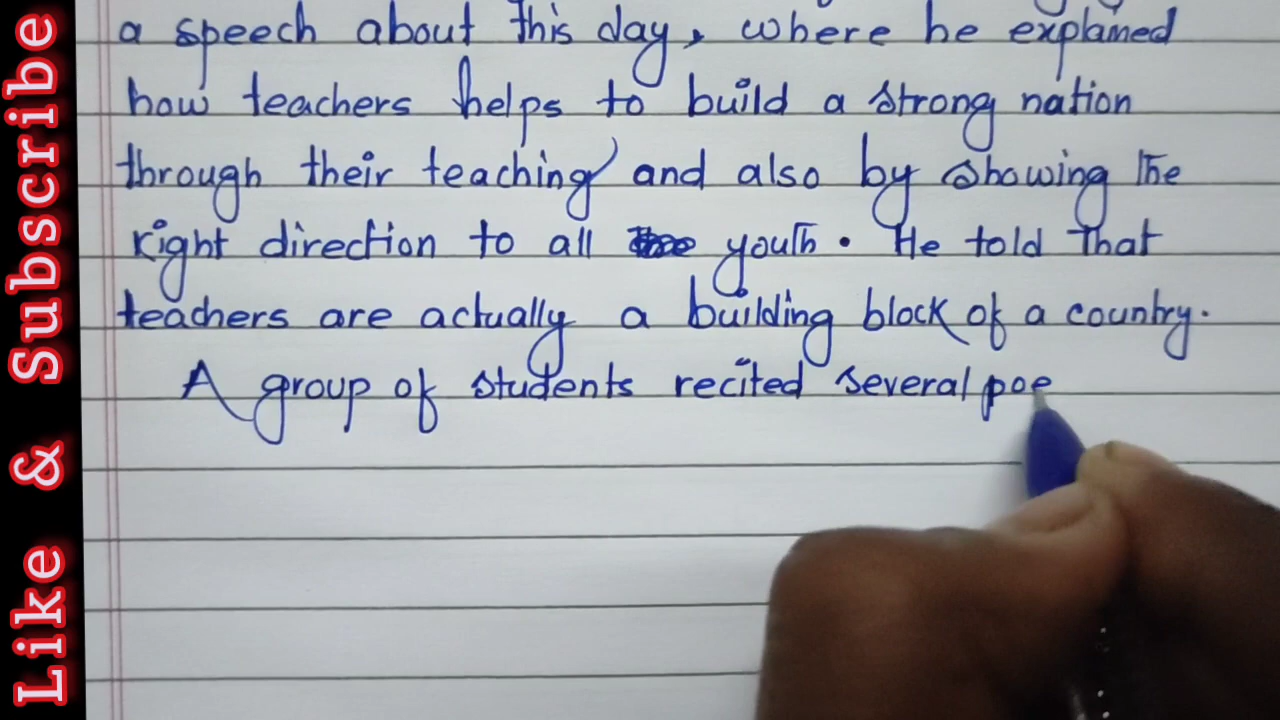 Like & Subscribe
a speech about this day, where he explained
how teachers helps to build a strong nation
through their teaching and also by showing the
right direction to all youth. He told that
teachers are actually a building block of a country.
A group of students recited several poe